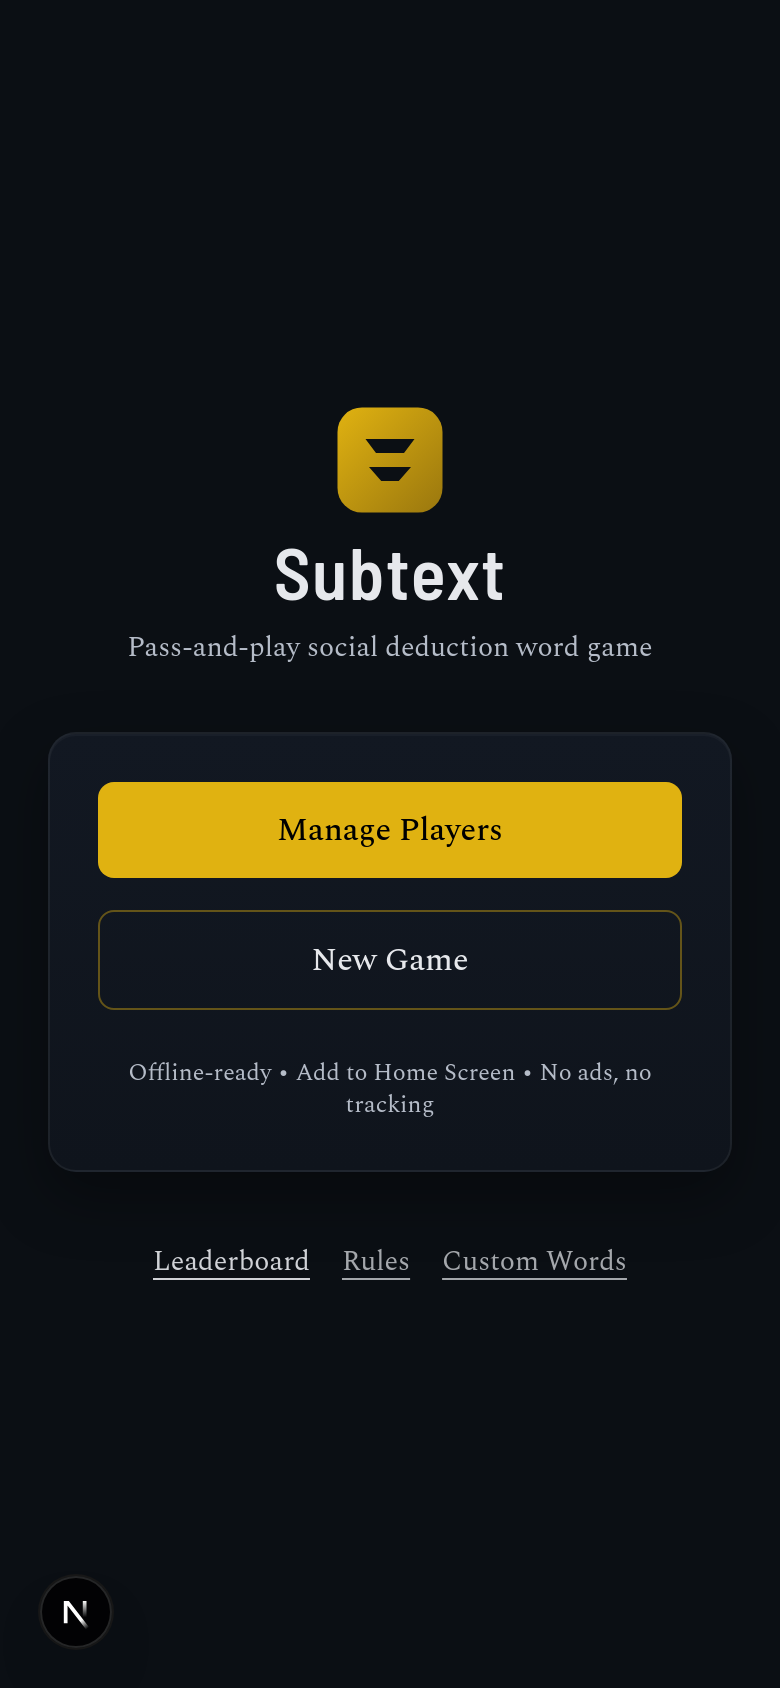 Subtext
Pass-and-play social deduction word game
Manage Players
New Game
Offline-ready • Add to Home Screen • No ads, no
tracking
Leaderboard Rules Custom Words
N